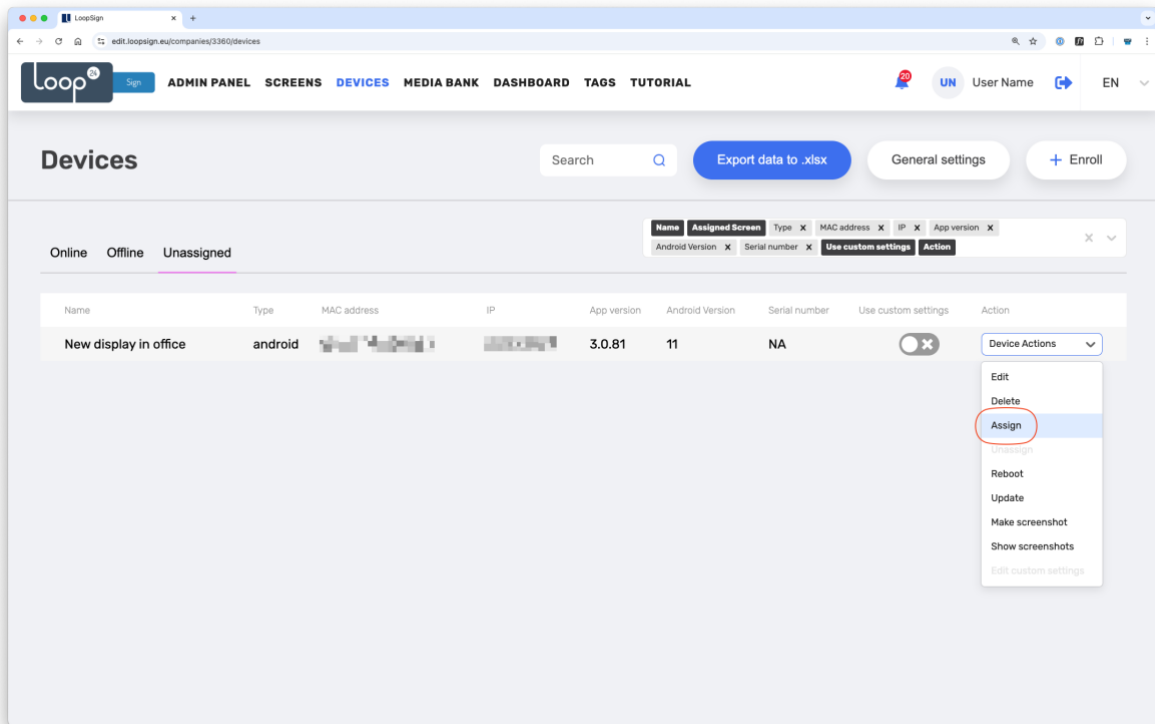 LoopSign
edit.loopsign.eu/companies/3360/devices
Loop 24 Sign ADMIN PANEL SCREENS DEVICES MEDIA BANK DASHBOARD TAGS TUTORIAL 20 UN User Name EN
Devices Search Export data to .xlsx General settings + Enroll
Name Assigned Screen Type x MAC address x IP x App version x
Android Version x Serial number x Use custom settings Action
Online Offline Unassigned
Name Type MAC address IP App version Android Version Serial number Use custom settings Action
New display in office android 3.0.81 11 NA Device Actions
Edit
Delete
Assign
Unassign
Reboot
Update
Make screenshot
Show screenshots
Edit custom settings